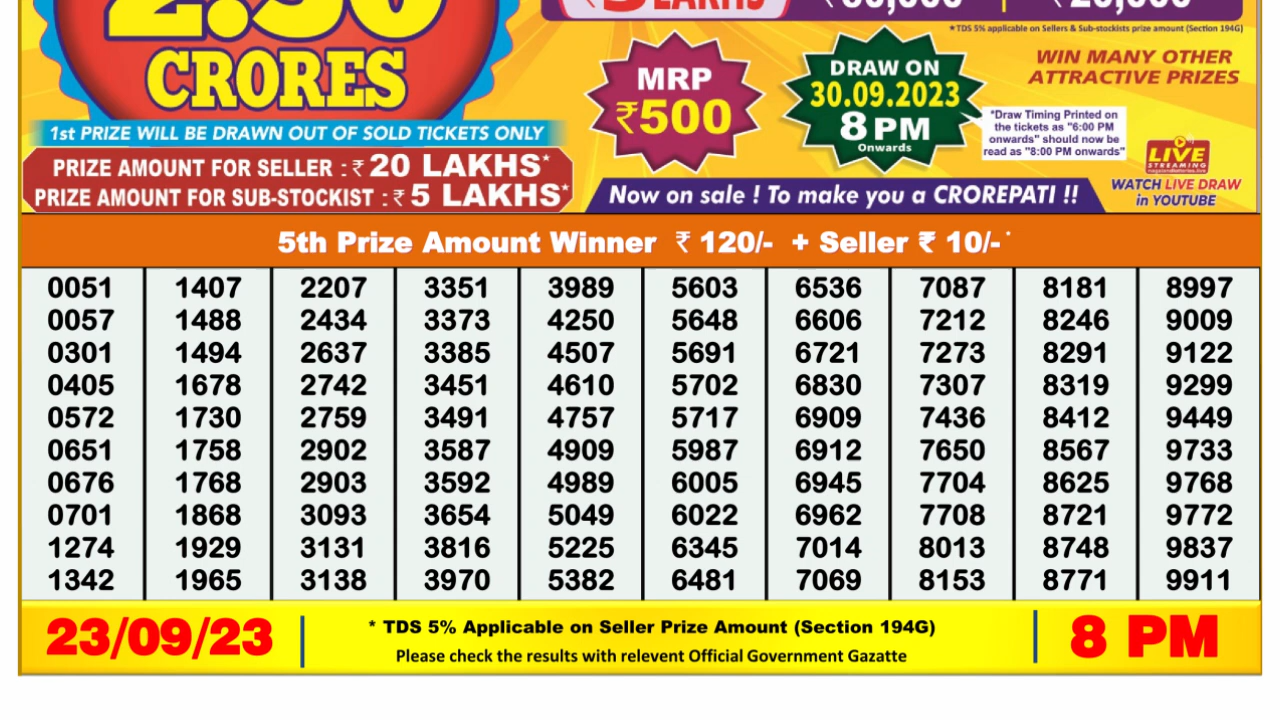 2.50
CRORES
1st PRIZE WILL BE DRAWN OUT OF SOLD TICKETS ONLY
PRIZE AMOUNT FOR SELLER : ₹ 20 LAKHS*
PRIZE AMOUNT FOR SUB-STOCKIST : ₹ 5 LAKHS*
LAKHS
*TDS 5% applicable on Sellers & Sub-stockists prize amount (Section 194G)
MRP
₹500
DRAW ON
30.09.2023
8 PM
Onwards
WIN MANY OTHER
ATTRACTIVE PRIZES
*Draw Timing Printed on
the tickets as "6:00 PM
onwards" should now be
read as "8:00 PM onwards"
LIVE
STREAMING
WATCH LIVE DRAW
in YOUTUBE
Now on sale ! To make you a CROREPATI !!
5th Prize Amount Winner ₹ 120/- + Seller ₹ 10/-*
0051 1407 2207 3351 3989 5603 6536 7087 8181 8997
0057 1488 2434 3373 4250 5648 6606 7212 8246 9009
0301 1494 2637 3385 4507 5691 6721 7273 8291 9122
0405 1678 2742 3451 4610 5702 6830 7307 8319 9299
0572 1730 2759 3491 4757 5717 6909 7436 8412 9449
0651 1758 2902 3587 4909 5987 6912 7650 8567 9733
0676 1768 2903 3592 4989 6005 6945 7704 8625 9768
0701 1868 3093 3654 5049 6022 6962 7708 8721 9772
1274 1929 3131 3816 5225 6345 7014 8013 8748 9837
1342 1965 3138 3970 5382 6481 7069 8153 8771 9911
23/09/23
* TDS 5% Applicable on Seller Prize Amount (Section 194G)
Please check the results with relevent Official Government Gazatte
8 PM